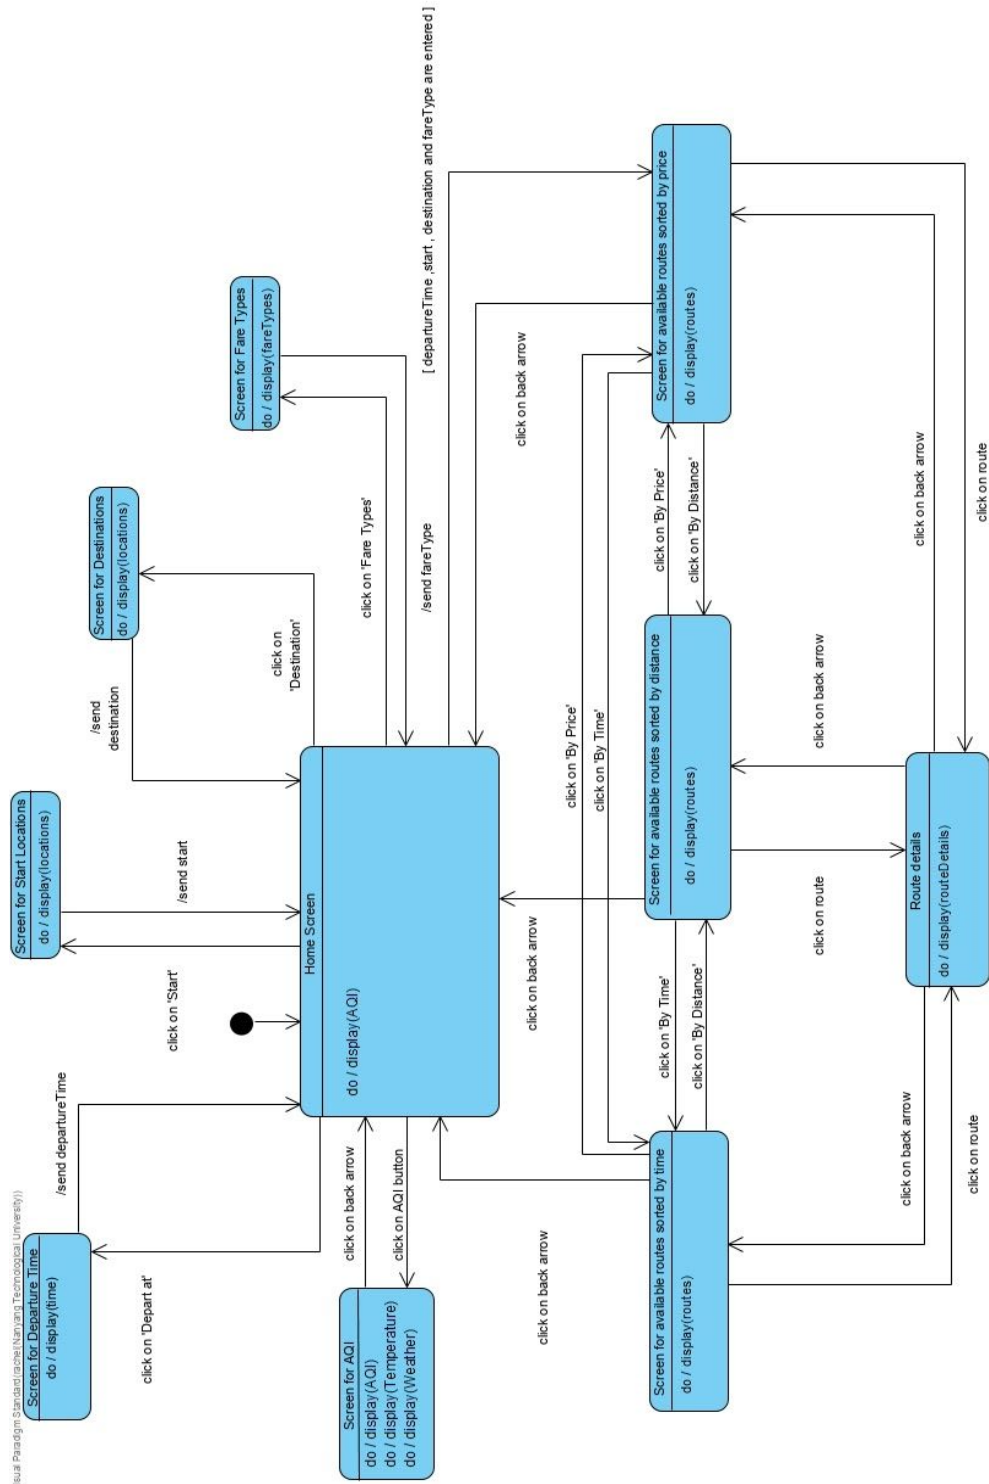 isual Paradigm Standard(rachel(Nanyang Technological University))
Screen for Departure Time
do / display(time)
/send departureTime
click on 'Depart at'
Screen for Start Locations
do / display(locations)
click on 'Start'
/send start
Screen for Destinations
do / display(locations)
/send
destination
click on
'Destination'
Screen for Fare Types
do / display(fareTypes)
click on 'Fare Types'
/send fareType
[ departureTime ,start , destination and fareType are entered ]
Home Screen
do / display(AQI)
click on back arrow
click on AQI button
Screen for AQI
do / display(AQI)
do / display(Temperature)
do / display(Weather)
click on back arrow
click on back arrow
click on back arrow
click on 'By Price'
click on 'By Time'
Screen for available routes sorted by time
do / display(routes)
click on 'By Time'
click on 'By Distance'
Screen for available routes sorted by distance
do / display(routes)
click on 'By Price'
click on 'By Distance'
Screen for available routes sorted by price
do / display(routes)
click on back arrow
click on route
click on route
click on back arrow
click on back arrow
click on route
Route details
do / display(routeDetails)